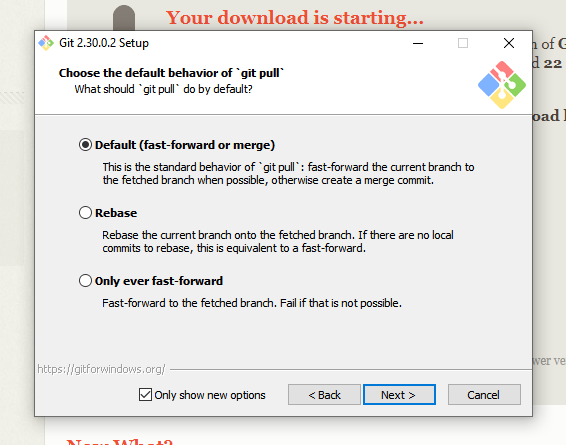 Your download is starting...
Git 2.30.0.2 Setup
n of G
Choose the default behavior of `git pull`
d 22
What should `git pull` do by default?
oad
Default (fast-forward or merge)
This is the standard behavior of `git pull`: fast-forward the current branch to
the fetched branch when possible, otherwise create a merge commit.
Rebase
Rebase the current branch onto the fetched branch. If there are no local
commits to rebase, this is equivalent to a fast-forward.
Only ever fast-forward
Fast-forward to the fetched branch. Fail if that is not possible.
wer ve
https://gitforwindows.org/
Only show new options
< Back
Next >
Cancel
Now What?